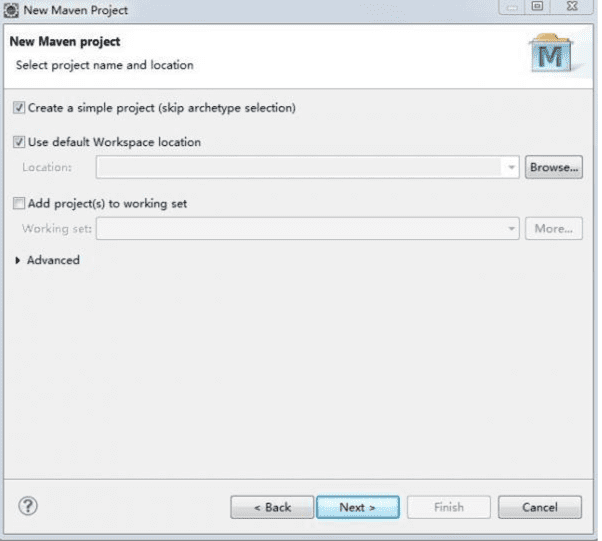 New Maven Project
New Maven project
Select project name and location
M
Create a simple project (skip archetype selection)
Use default Workspace location
Location:
Browse...
Add project(s) to working set
Working set:
More...
Advanced
?
< Back
Next >
Finish
Cancel